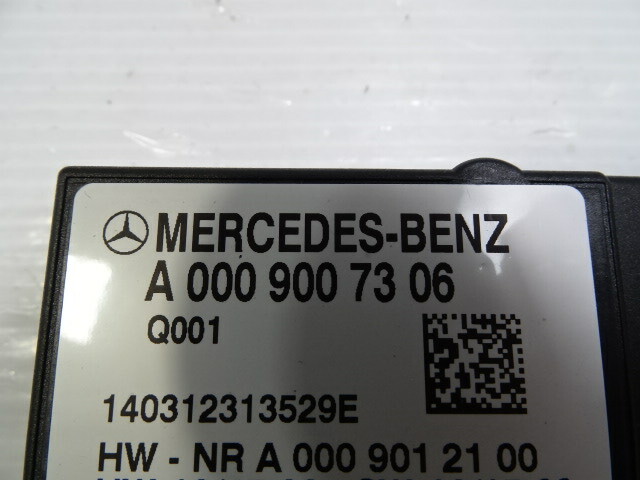 MERCEDES-BENZ
A 000 900 73 06
Q001
140312313529E
HW - NR A 000 901 21 00